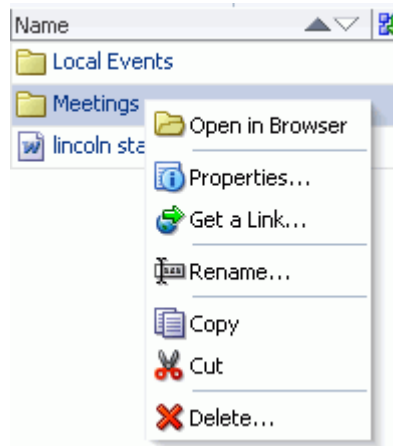 Name
Local Events
Meetings
lincoln sta
Open in Browser
Properties...
Get a Link...
Rename...
Copy
Cut
Delete...